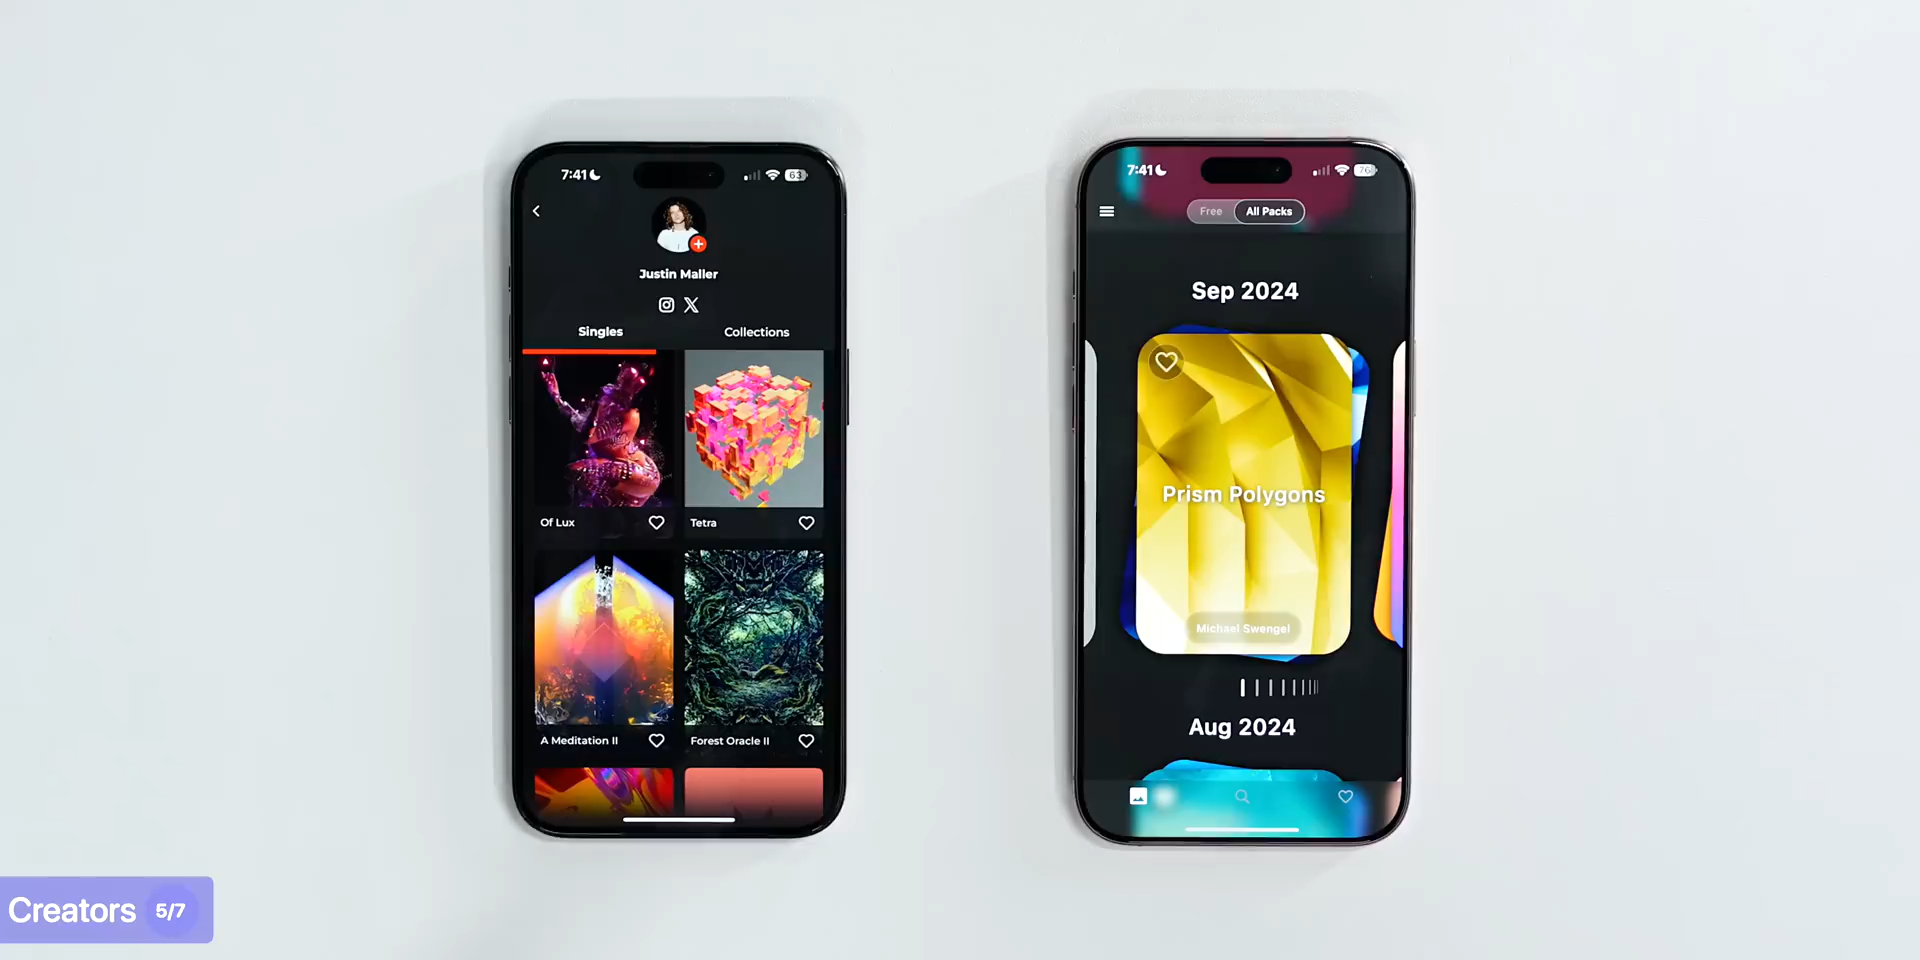 7:41
63
Justin Maller
Singles
Collections
Of Lux
Tetra
A Meditation II
Forest Oracle II
7:41
76
Free
All Packs
Sep 2024
Prism Polygons
Michael Swengel
Aug 2024
Creators 5/7